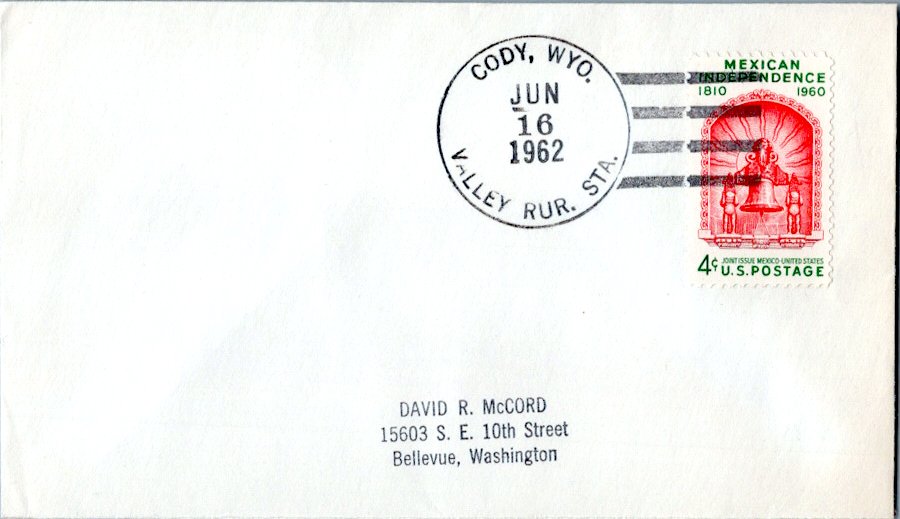 CODY, WYO.
JUN
16
1962
VALLEY RUR. STA.
MEXICAN
INDEPENDENCE
1810 1960
4¢ JOINT ISSUE MEXICO-UNITED STATES
U.S. POSTAGE
DAVID R. McCORD
15603 S. E. 10th Street
Bellevue, Washington